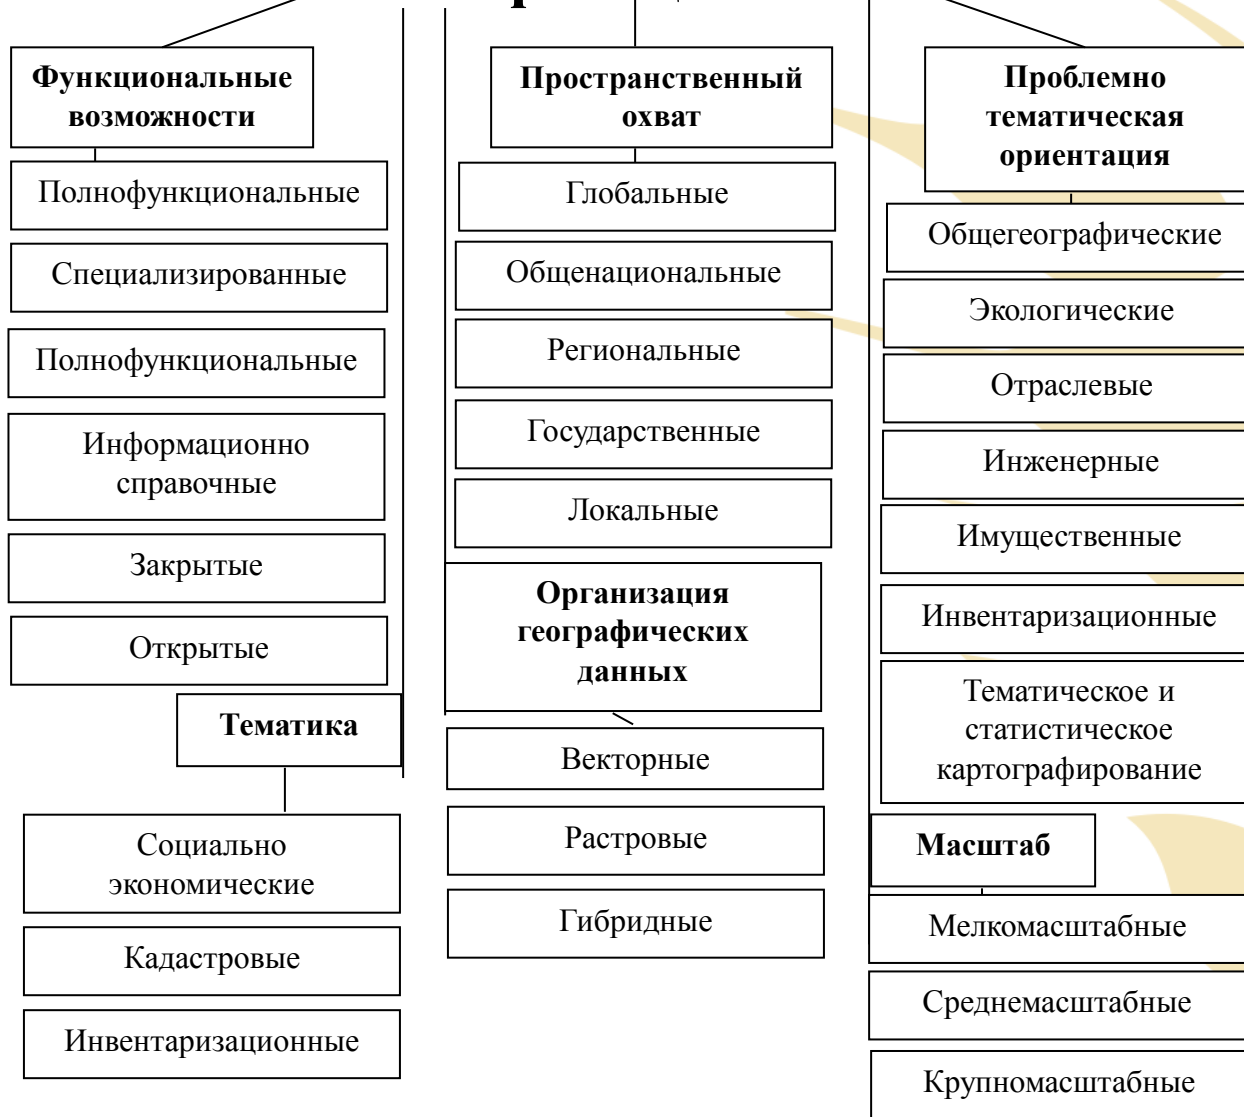 Функциональные
возможности
Полнофункциональные
Специализированные
Полнофункциональные
Информационно
справочные
Закрытые
Открытые
Тематика
Социально
экономические
Кадастровые
Инвентаризационные
Пространственный
охват
Глобальные
Общенациональные
Региональные
Государственные
Локальные
Организация
географических
данных
Векторные
Растровые
Гибридные
Проблемно
тематическая
ориентация
Общегеографические
Экологические
Отраслевые
Инженерные
Имущественные
Инвентаризационные
Тематическое и
статистическое
картографирование
Масштаб
Мелкомасштабные
Среднемасштабные
Крупномасштабные